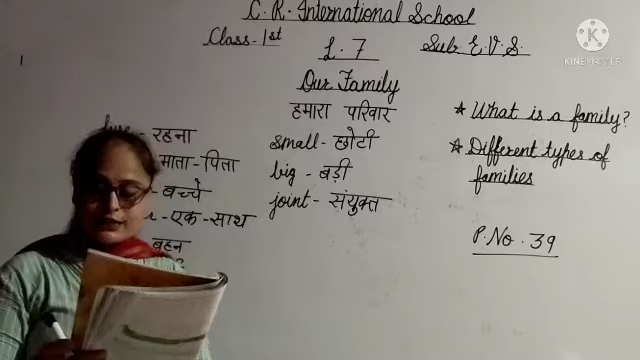 C. R. International School
Class-1st
L. 7
Sub: E.V.S.
Our Family
हमारा परिवार
- रहना
माता-पिता
- बच्चे
- एक-साथ
बहन
small - छोटी
big - बड़ी
joint - संयुक्त
* What is a family?
* Different types of
families
P. No. 39
KINEMASTER